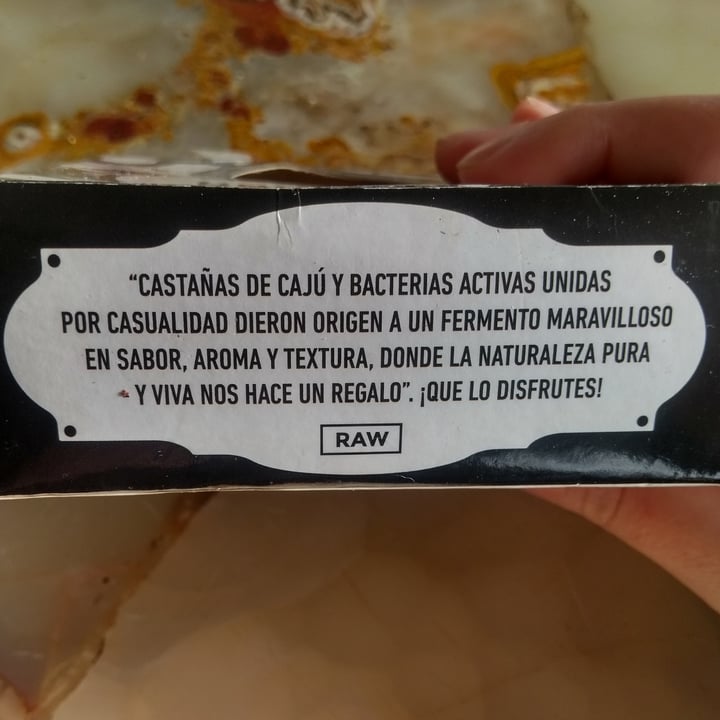 “CASTAÑAS DE CAJÚ Y BACTERIAS ACTIVAS UNIDAS
POR CASUALIDAD DIERON ORIGEN A UN FERMENTO MARAVILLOSO
EN SABOR, AROMA Y TEXTURA, DONDE LA NATURALEZA PURA
Y VIVA NOS HACE UN REGALO”. ¡QUE LO DISFRUTES!
RAW